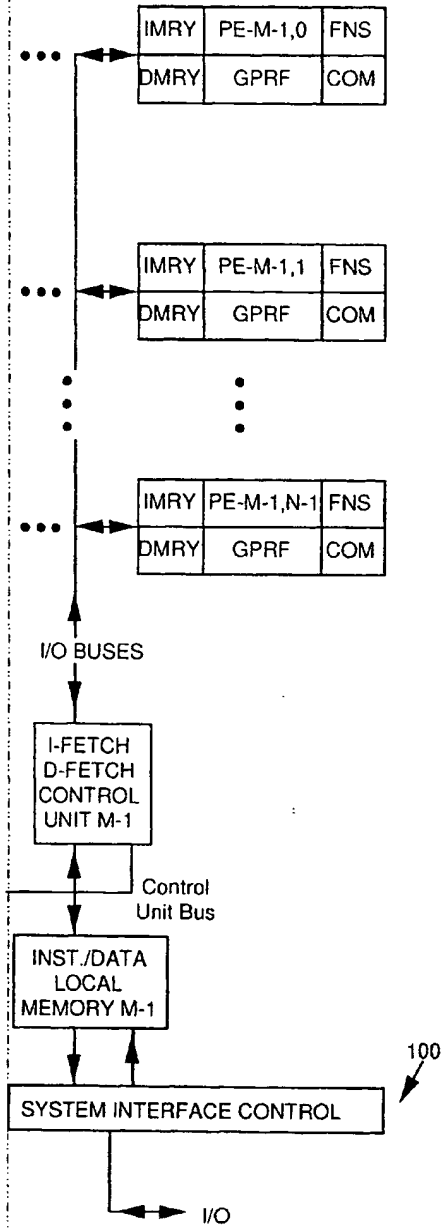 IMRY PE-M-1,0 FNS
DMRY GPRF COM
IMRY PE-M-1,1 FNS
DMRY GPRF COM
IMRY PE-M-1,N-1 FNS
DMRY GPRF COM
I/O BUSES
I-FETCH
D-FETCH
CONTROL
UNIT M-1
Control
Unit Bus
INST./DATA
LOCAL
MEMORY M-1
100
SYSTEM INTERFACE CONTROL
I/O